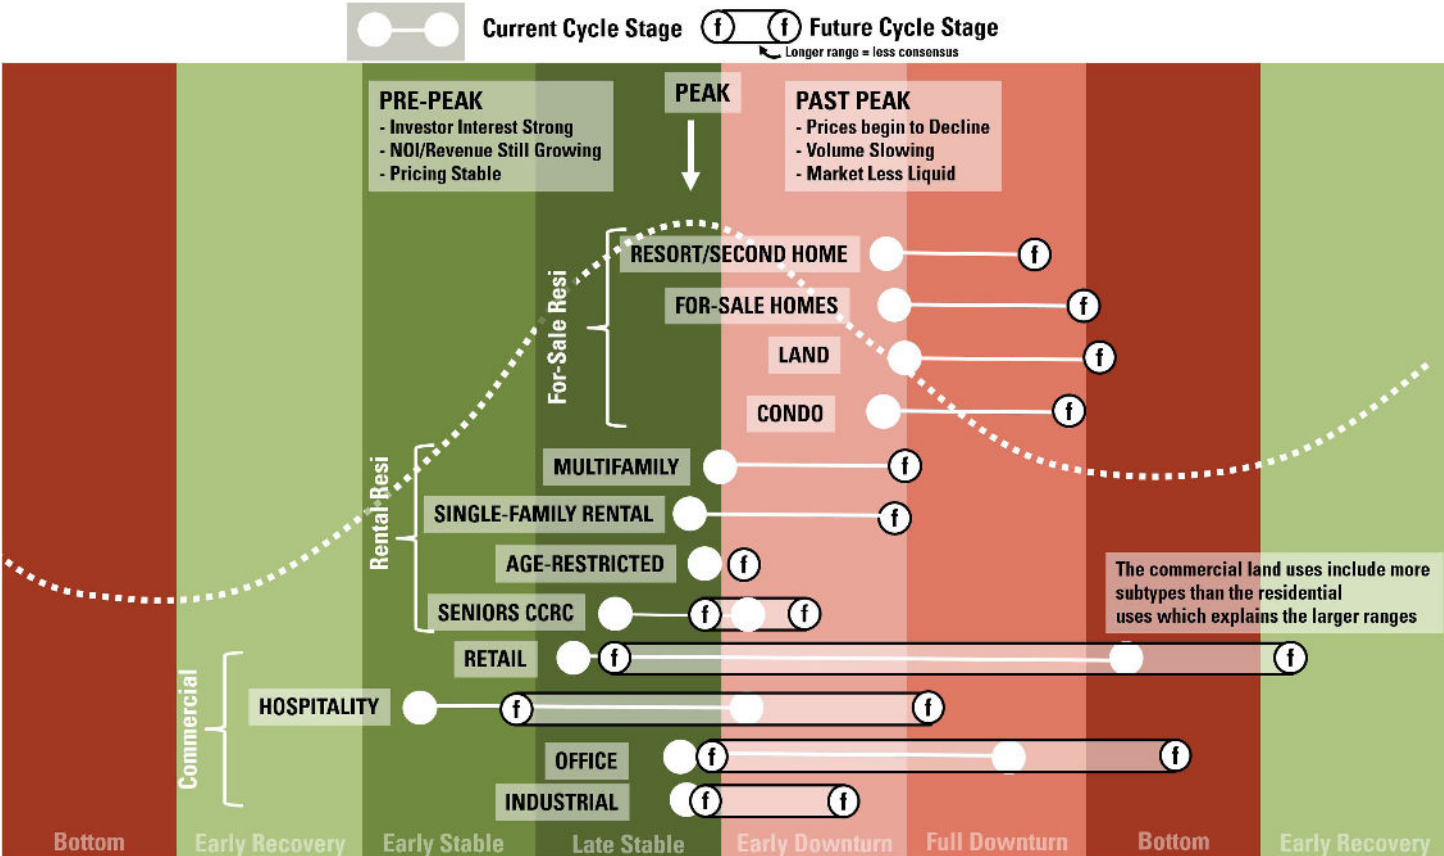 Current Cycle Stage
f f Future Cycle Stage
Longer range = less consensus
PRE-PEAK
- Investor Interest Strong
- NOI/Revenue Still Growing
- Pricing Stable
PEAK
PAST PEAK
- Prices begin to Decline
- Volume Slowing
- Market Less Liquid
For-Sale Resi
RESORT/SECOND HOME f
FOR-SALE HOMES f
LAND f
CONDO f
Rental Resi
MULTIFAMILY f
SINGLE-FAMILY RENTAL f
AGE-RESTRICTED f
SENIORS CCRC f f
The commercial land uses include more
subtypes than the residential
uses which explains the larger ranges
Commercial
RETAIL f f
HOSPITALITY f f
OFFICE f f
INDUSTRIAL f f
Bottom Early Recovery Early Stable Late Stable Early Downturn Full Downturn Bottom Early Recovery